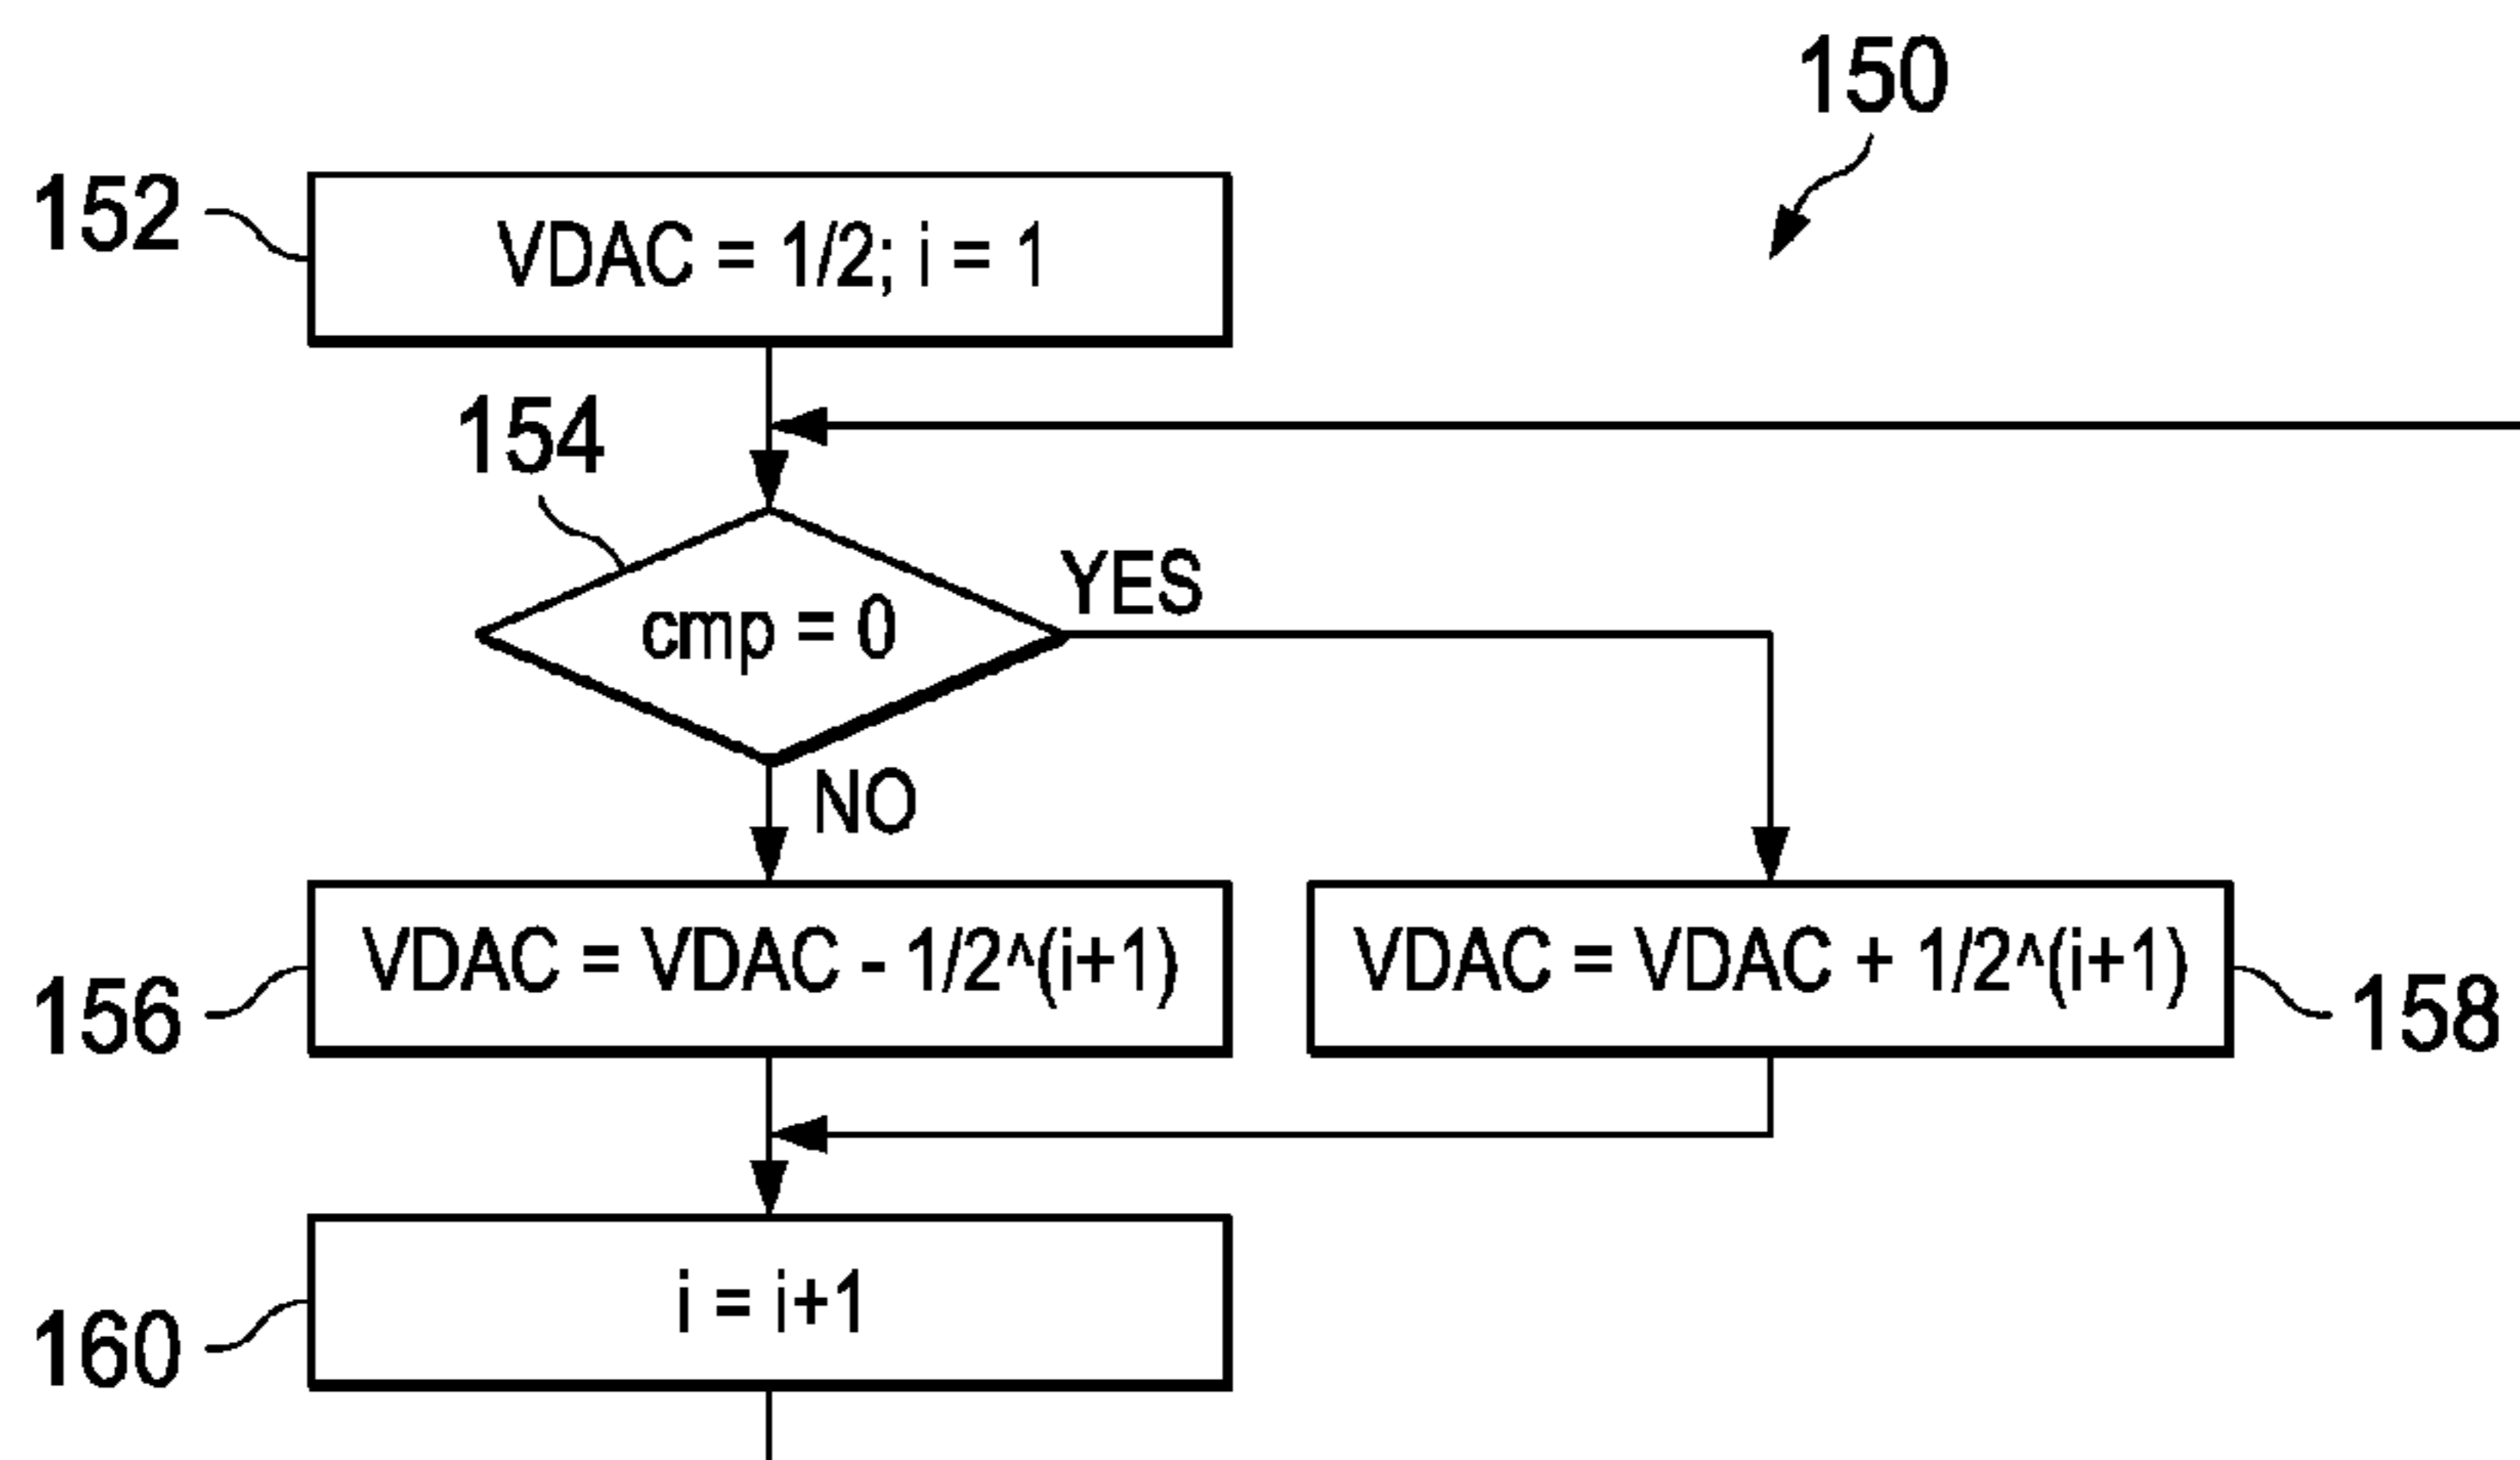 150
152
VDAC = 1/2; i = 1
154
cmp = 0
YES
NO
156
VDAC = VDAC - 1/2^(i+1)
VDAC = VDAC + 1/2^(i+1)
158
160
i = i+1